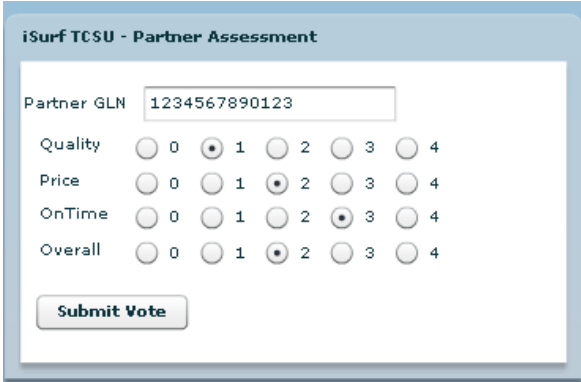 iSurf TCSU - Partner Assessment
Partner GLN 1234567890123
Quality 0 1 2 3 4
Price 0 1 2 3 4
OnTime 0 1 2 3 4
Overall 0 1 2 3 4
Submit Vote